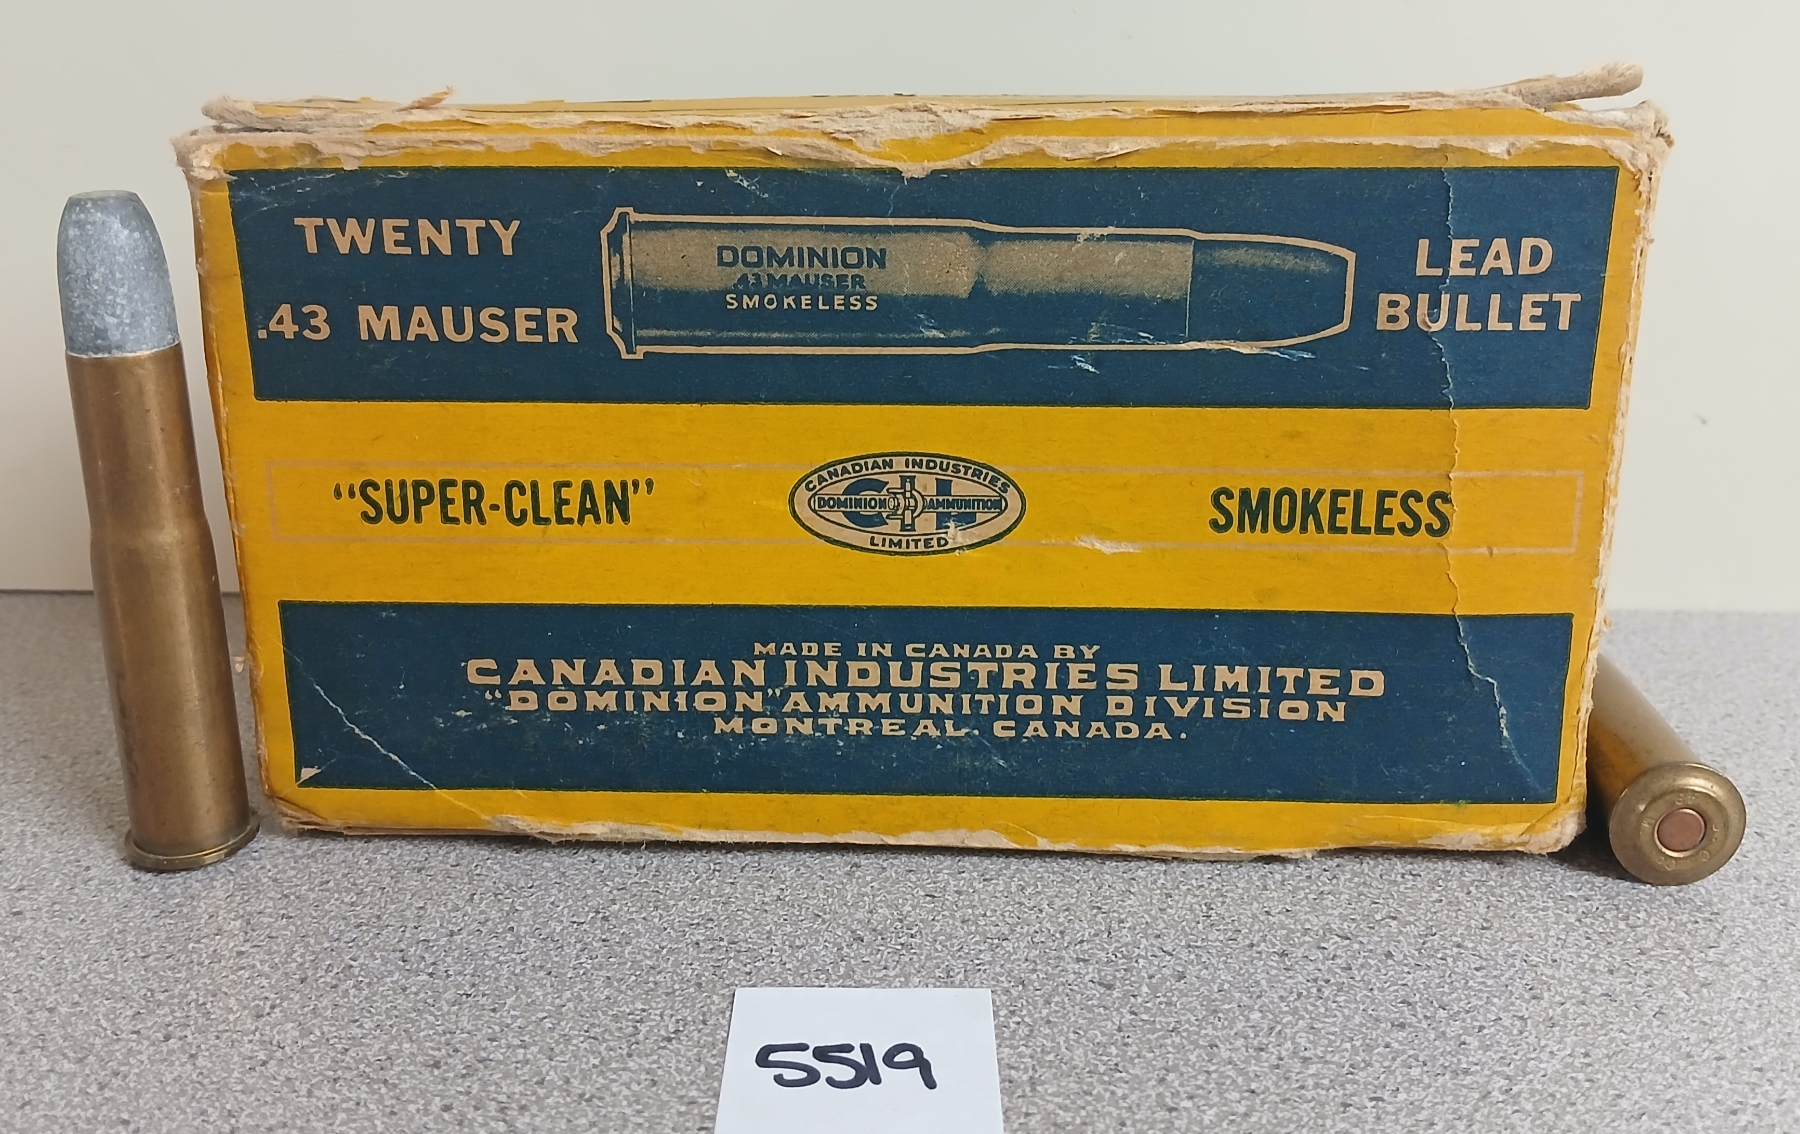 TWENTY
.43 MAUSER
DOMINION
.43 MAUSER
SMOKELESS
LEAD
BULLET
"SUPER-CLEAN"
CANADIAN INDUSTRIES
DOMINION AMMUNITION
LIMITED
SMOKELESS
MADE IN CANADA BY
CANADIAN INDUSTRIES LIMITED
"DOMINION" AMMUNITION DIVISION
MONTREAL. CANADA.
5519